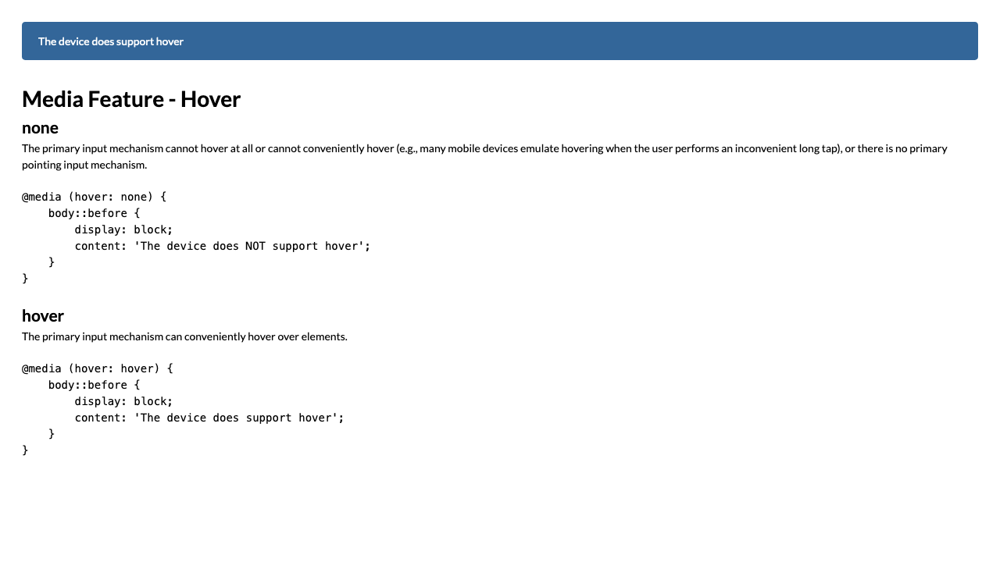 The device does support hover
Media Feature - Hover
none
The primary input mechanism cannot hover at all or cannot conveniently hover (e.g., many mobile devices emulate hovering when the user performs an inconvenient long tap), or there is no primary
pointing input mechanism.
@media (hover: none) {
    body::before {
        display: block;
        content: 'The device does NOT support hover';
    }
}
hover
The primary input mechanism can conveniently hover over elements.
@media (hover: hover) {
    body::before {
        display: block;
        content: 'The device does support hover';
    }
}